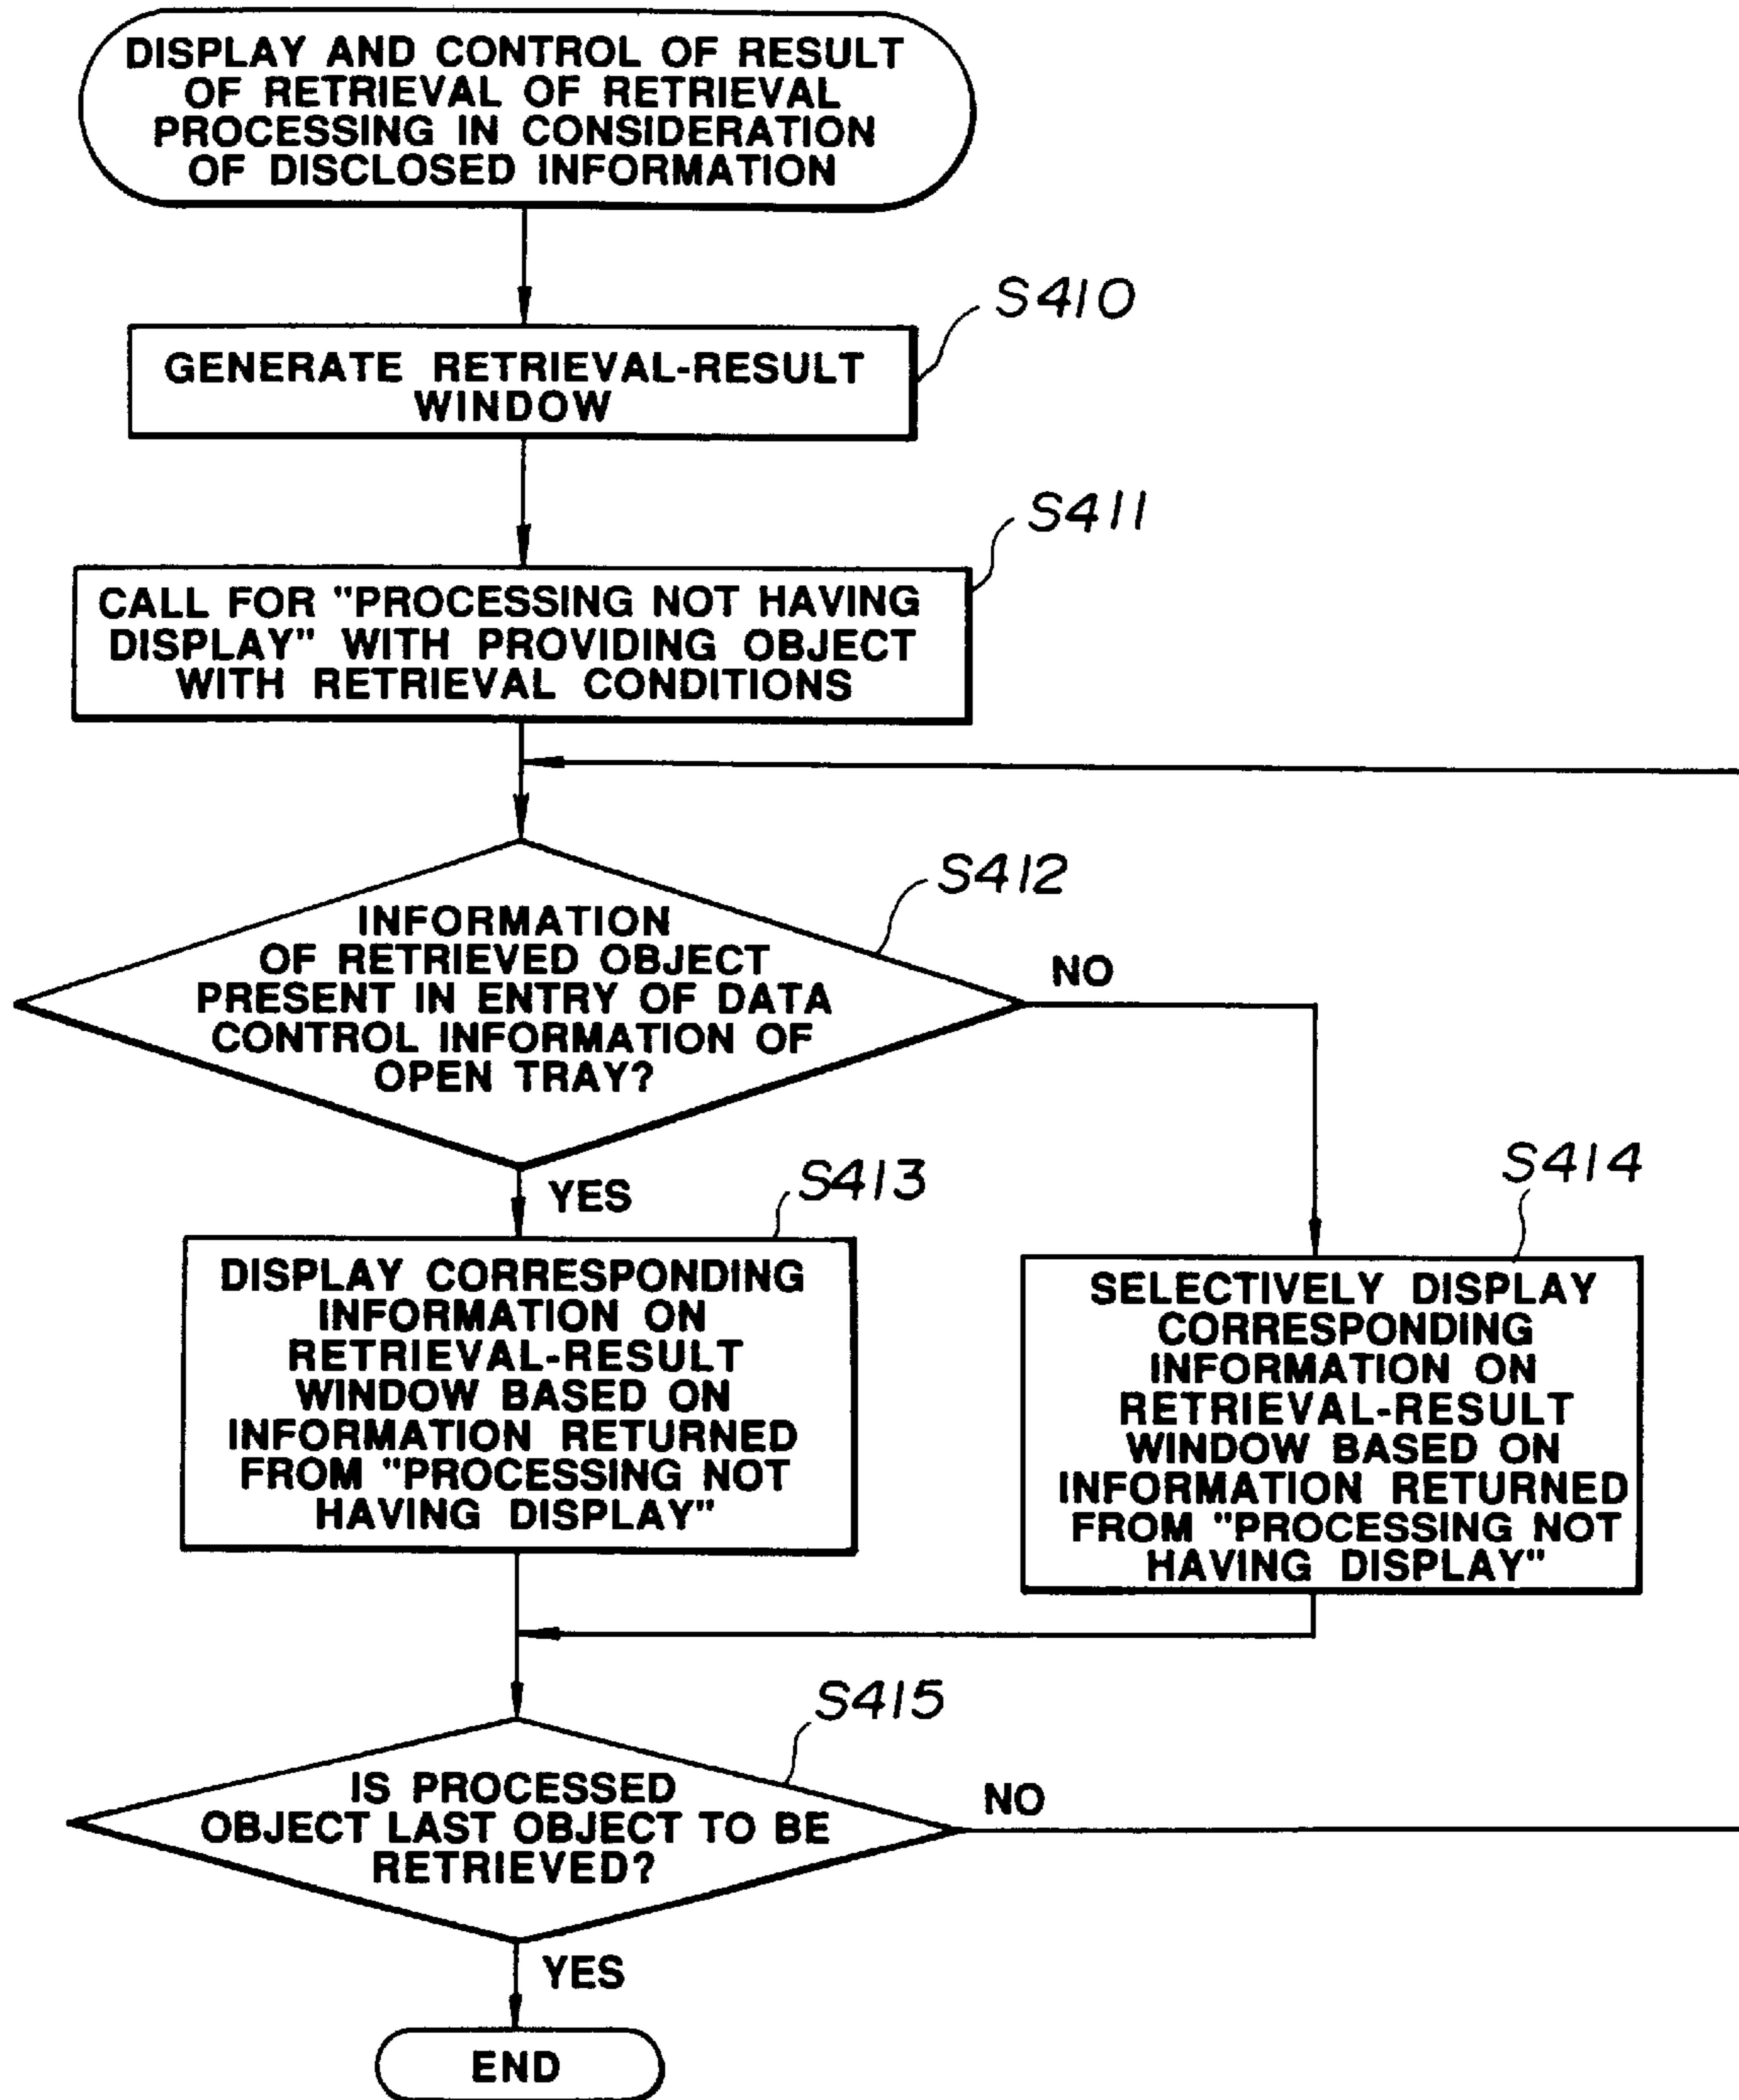 DISPLAY AND CONTROL OF RESULT
OF RETRIEVAL OF RETRIEVAL
PROCESSING IN CONSIDERATION
OF DISCLOSED INFORMATION
S410
GENERATE RETRIEVAL-RESULT
WINDOW
S411
CALL FOR "PROCESSING NOT HAVING
DISPLAY" WITH PROVIDING OBJECT
WITH RETRIEVAL CONDITIONS
S412
INFORMATION
OF RETRIEVED OBJECT
PRESENT IN ENTRY OF DATA
CONTROL INFORMATION OF
OPEN TRAY?
NO
YES
S413
DISPLAY CORRESPONDING
INFORMATION ON
RETRIEVAL-RESULT
WINDOW BASED ON
INFORMATION RETURNED
FROM "PROCESSING NOT
HAVING DISPLAY"
S414
SELECTIVELY DISPLAY
CORRESPONDING
INFORMATION ON
RETRIEVAL-RESULT
WINDOW BASED ON
INFORMATION RETURNED
FROM "PROCESSING NOT
HAVING DISPLAY"
S415
IS PROCESSED
OBJECT LAST OBJECT TO BE
RETRIEVED?
NO
YES
END